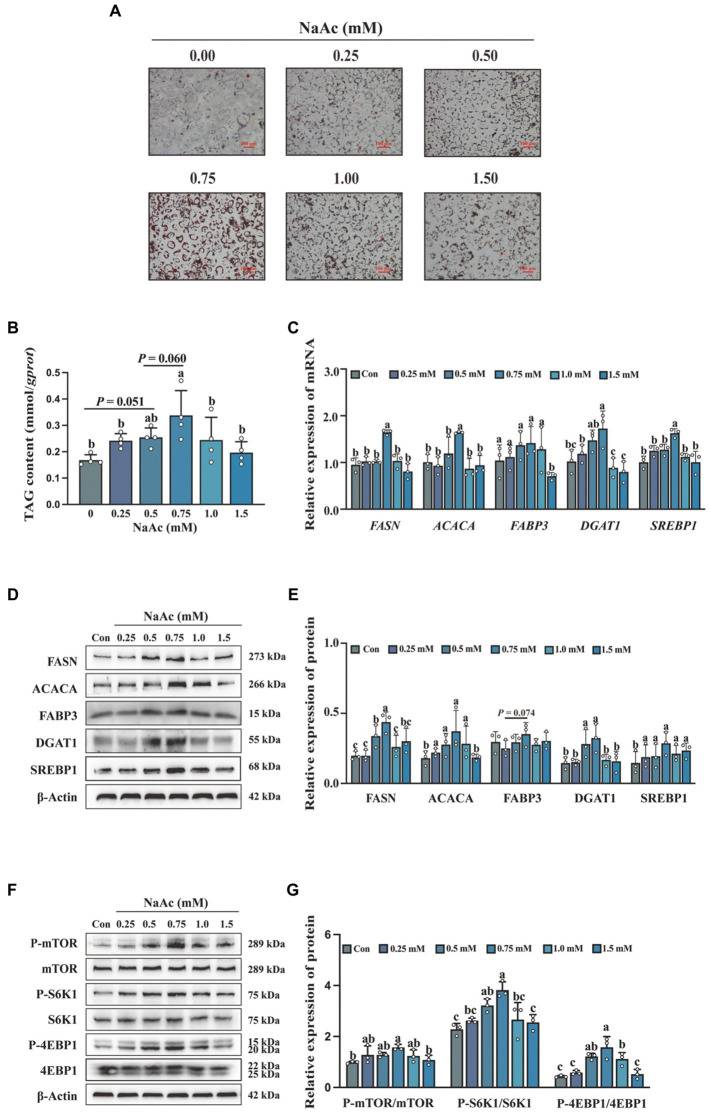 A
NaAc (mM)
0.00 0.25 0.50
0.75 1.00 1.50
B
TAG content (mmol/gprot)
0.5
0.4
0.3
0.2
0.1
0.0
P = 0.060
P = 0.051
b b ab a b b
0 0.25 0.5 0.75 1.0 1.5
NaAc (mM)
C
Relative expression of mRNA
3.0
2.0
1.0
0.0
Con 0.25 mM 0.5 mM 0.75 mM 1.0 mM 1.5 mM
FASN ACACA FABP3 DGAT1 SREBP1
D
NaAc (mM)
Con 0.25 0.5 0.75 1.0 1.5
FASN 273 kDa
ACACA 266 kDa
FABP3 15 kDa
DGAT1 55 kDa
SREBP1 68 kDa
β-Actin 42 kDa
E
Relative expression of protein
1.0
0.5
0.0
Con 0.25 mM 0.5 mM 0.75 mM 1.0 mM 1.5 mM
P = 0.074
FASN ACACA FABP3 DGAT1 SREBP1
F
NaAc (mM)
Con 0.25 0.5 0.75 1.0 1.5
P-mTOR 289 kDa
mTOR 289 kDa
P-S6K1 75 kDa
S6K1 75 kDa
P-4EBP1 15 kDa
20 kDa
4EBP1 22 kDa
25 kDa
β-Actin 42 kDa
G
Relative expression of protein
6
4
2
0
Con 0.25 mM 0.5 mM 0.75 mM 1.0 mM 1.5 mM
b ab ab a ab b
c bc ab a bc c
c c ab a b c
P-mTOR/mTOR P-S6K1/S6K1 P-4EBP1/4EBP1